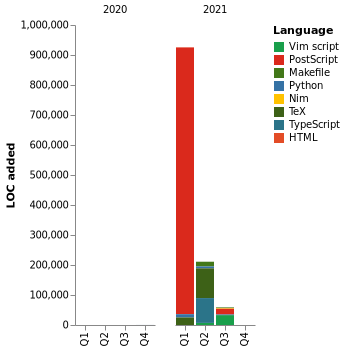 2020 2021
Language
Vim script
PostScript
Makefile
Python
Nim
TeX
TypeScript
HTML
LOC added
1,000,000
900,000
800,000
700,000
600,000
500,000
400,000
300,000
200,000
100,000
0
Q1 Q2 Q3 Q4 Q1 Q2 Q3 Q4